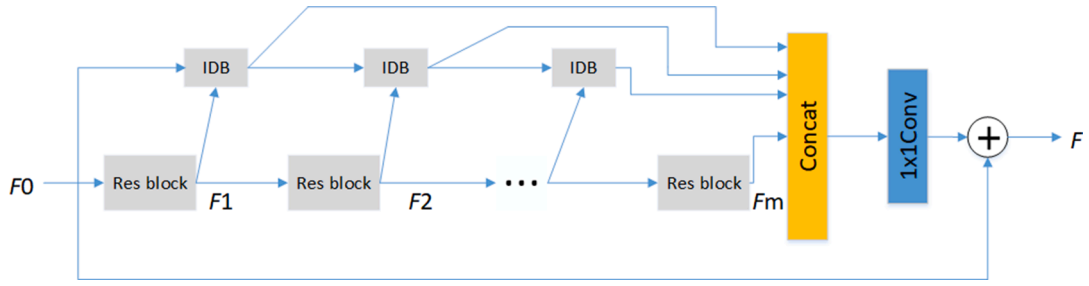 IDB
IDB
IDB
F0
Res block
F1
Res block
F2
...
Res block
Fm
Concat
1x1Conv
+
F